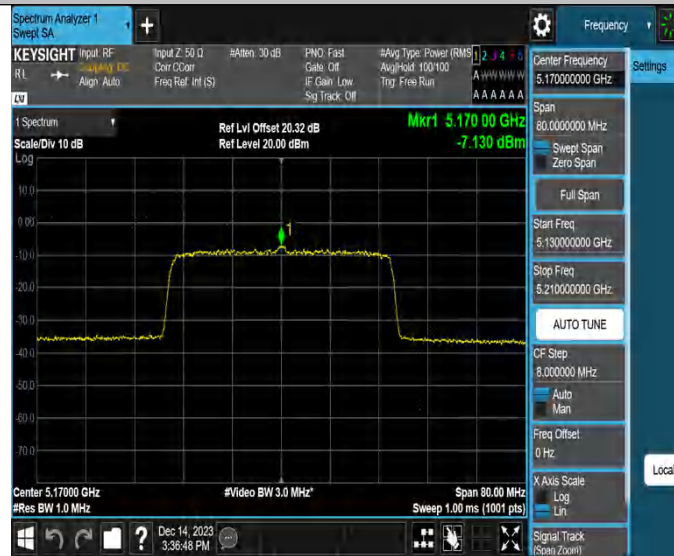 Spectrum Analyzer 1
Swept SA
+
Frequency
KEYSIGHT
Input: RF
Coupling: DC
Align: Auto
Input Z: 50 Ω
Corr CCorr
Freq Ref: Int (S)
#Atten: 30 dB
PNO: Fast
Gate: Off
IF Gain: Low
Sig Track: Off
#Avg Type: Power (RMS
Avg|Hold: 100/100
Trig: Free Run
1 2 3 4 5 6
A W W W W W
A A A A A A
RL
LXI
1 Spectrum
Scale/Div 10 dB
Log
Ref Lvl Offset 20.32 dB
Ref Level 20.00 dBm
Mkr1 5.170 00 GHz
-7.130 dBm
10.0
0.00
-10.0
-20.0
-30.0
-40.0
-50.0
-60.0
-70.0
1
Center 5.17000 GHz
#Res BW 1.0 MHz
#Video BW 3.0 MHz*
Span 80.00 MHz
Sweep 1.00 ms (1001 pts)
Dec 14, 2023
3:36:48 PM
Center Frequency
5.170000000 GHz
Settings
Span
80.0000000 MHz
Swept Span
Zero Span
Full Span
Start Freq
5.130000000 GHz
Stop Freq
5.210000000 GHz
AUTO TUNE
CF Step
8.000000 MHz
Auto
Man
Freq Offset
0 Hz
X Axis Scale
Log
Lin
Signal Track
(Span Zoom)
Local